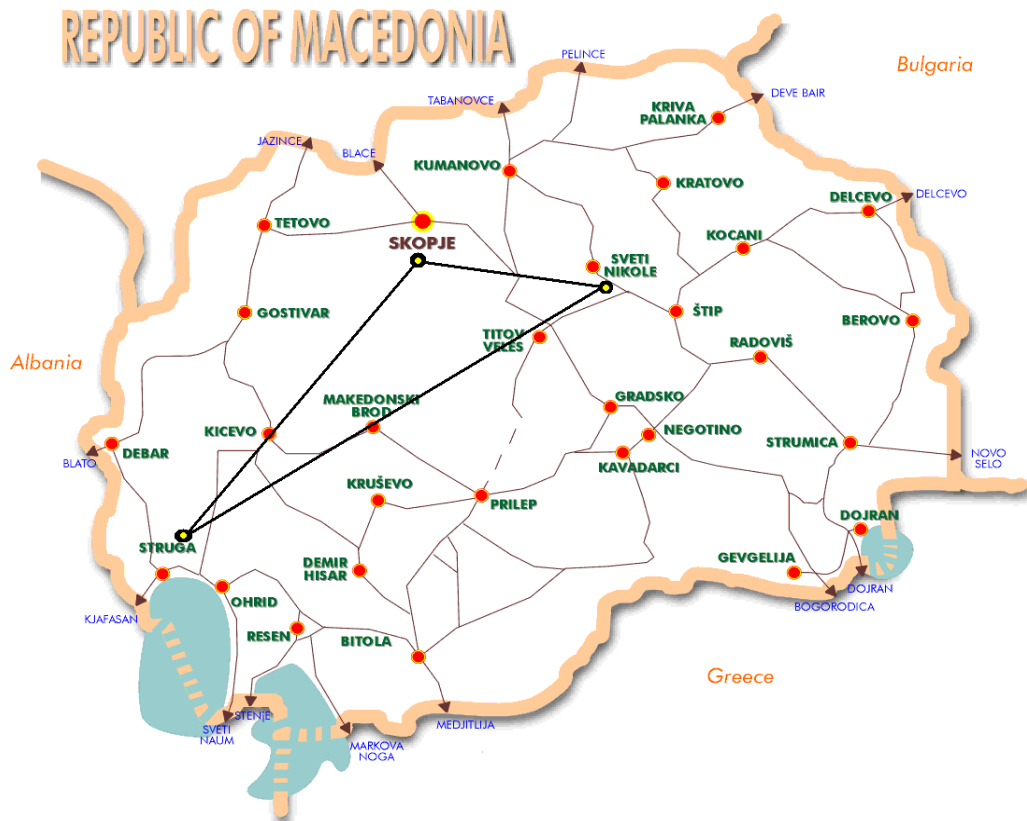 REPUBLIC OF MACEDONIA
PELINCE
Bulgaria
DEVE BAIR
TABANOVCE
KRIVA
PALANKA
JAZINCE
BLACE
KUMANOVO
KRATOVO
DELCEVO
DELCEVO
TETOVO
SKOPJE
KOCANI
SVETI
NIKOLE
GOSTIVAR
ŠTIP
BEROVO
TITOV
VELES
RADOVIŠ
Albania
MAKEDONSKI
BROD
GRADSKO
KICEVO
NEGOTINO
STRUMICA
DEBAR
BLATO
KAVADARCI
NOVO
SELO
KRUŠEVO
PRILEP
DOJRAN
STRUGA
DEMIR
HISAR
GEVGELIJA
DOJRAN
OHRID
BOGORODICA
KJAFASAN
RESEN
BITOLA
Greece
STENJE
SVETI
NAUM
MEDJITLIJA
MARKOVA
NOGA